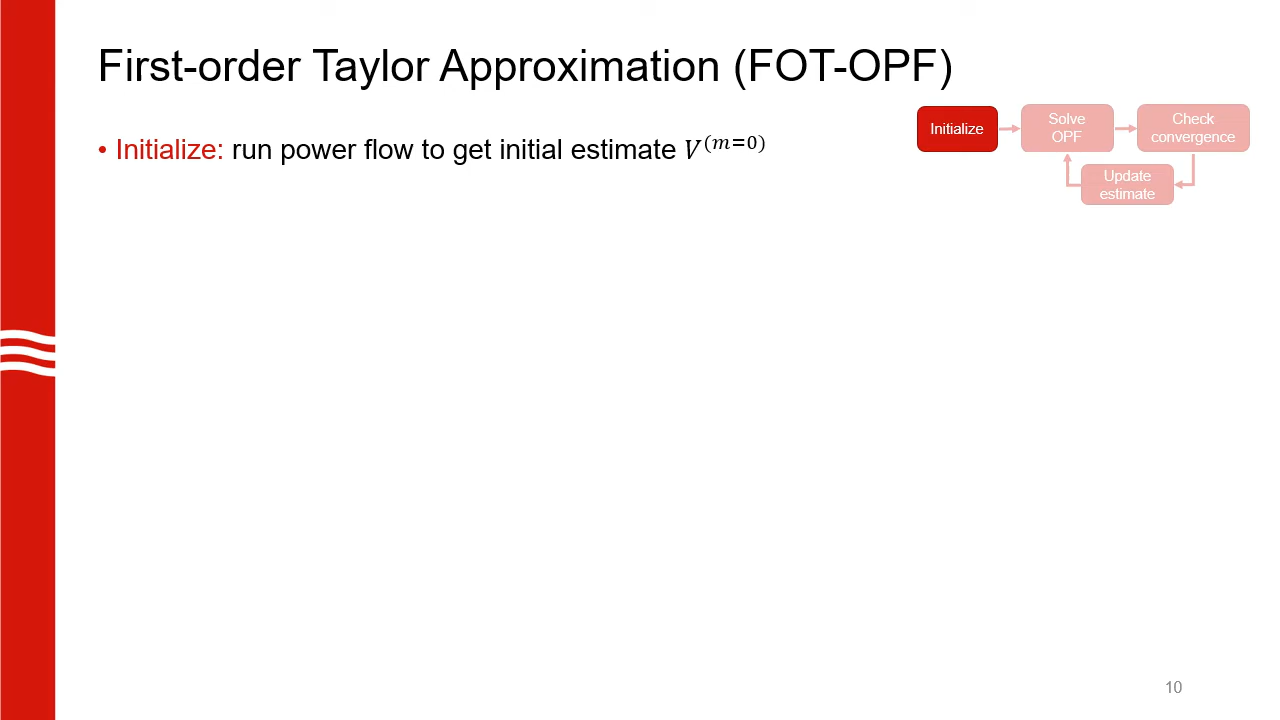 First-order Taylor Approximation (FOT-OPF)
• Initialize: run power flow to get initial estimate 𝑉^(𝑚=0)
Initialize
Solve
OPF
Check
convergence
Update
estimate
10